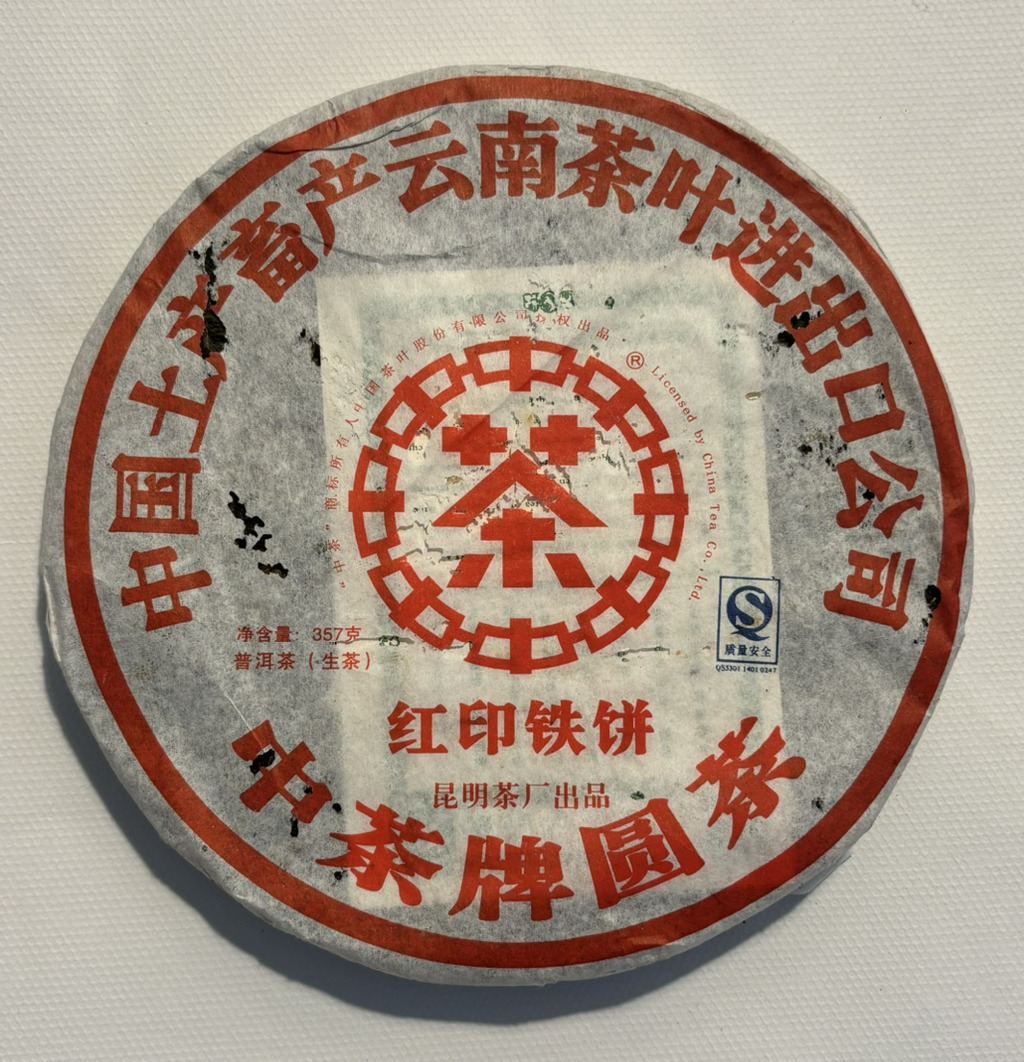 中国土产畜产云南茶叶进出口公司
“中茶”商标所有人中国茶叶股份有限公司授权出品
® Licensed by China Tea Co.,Ltd.
茶
净含量：357克
普洱茶（生茶）
QS
质量安全
QS5301 1401 0247
红印铁饼
昆明茶厂出品
中茶牌圆茶